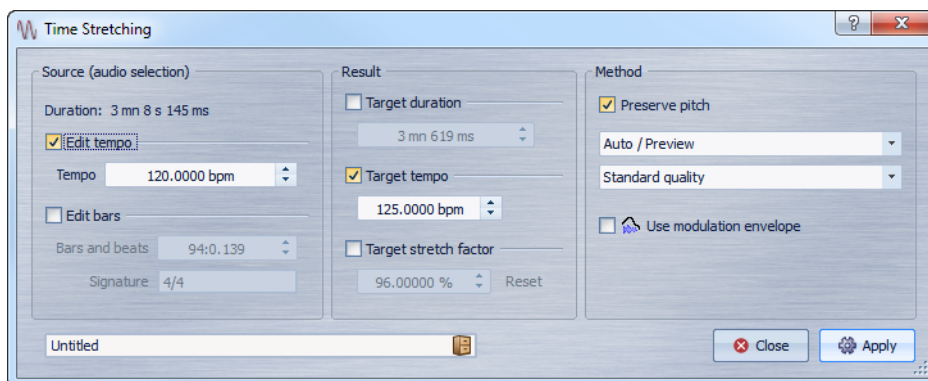 Time Stretching
Source (audio selection)
Duration: 3 mn 8 s 145 ms
Edit tempo
Tempo 120.0000 bpm
Edit bars
Bars and beats 94:0.139
Signature 4/4
Result
Target duration
3 mn 619 ms
Target tempo
125.0000 bpm
Target stretch factor
96.00000 % Reset
Method
Preserve pitch
Auto / Preview
Standard quality
Use modulation envelope
Untitled
Close
Apply